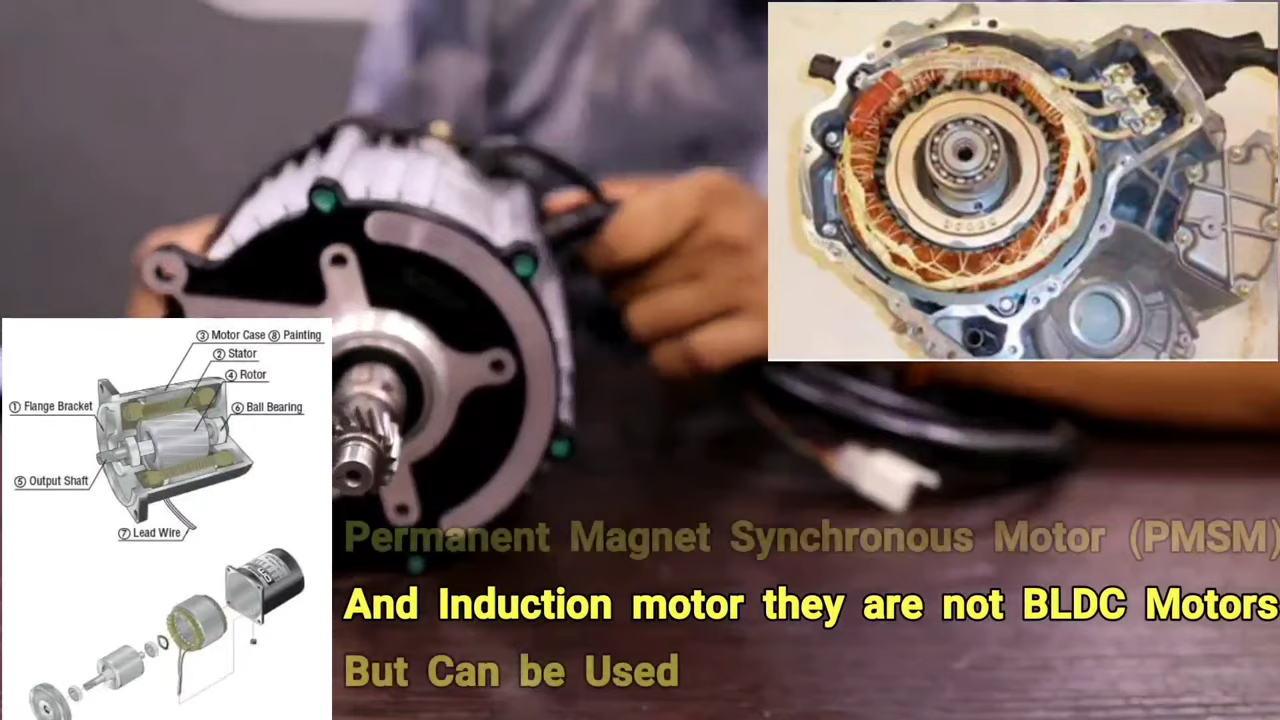 ③ Motor Case ⑧ Painting
② Stator
④ Rotor
① Flange Bracket
⑥ Ball Bearing
⑤ Output Shaft
⑦ Lead Wire
Permanent Magnet Synchronous Motor (PMSM)
And Induction motor they are not BLDC Motors
But Can be Used